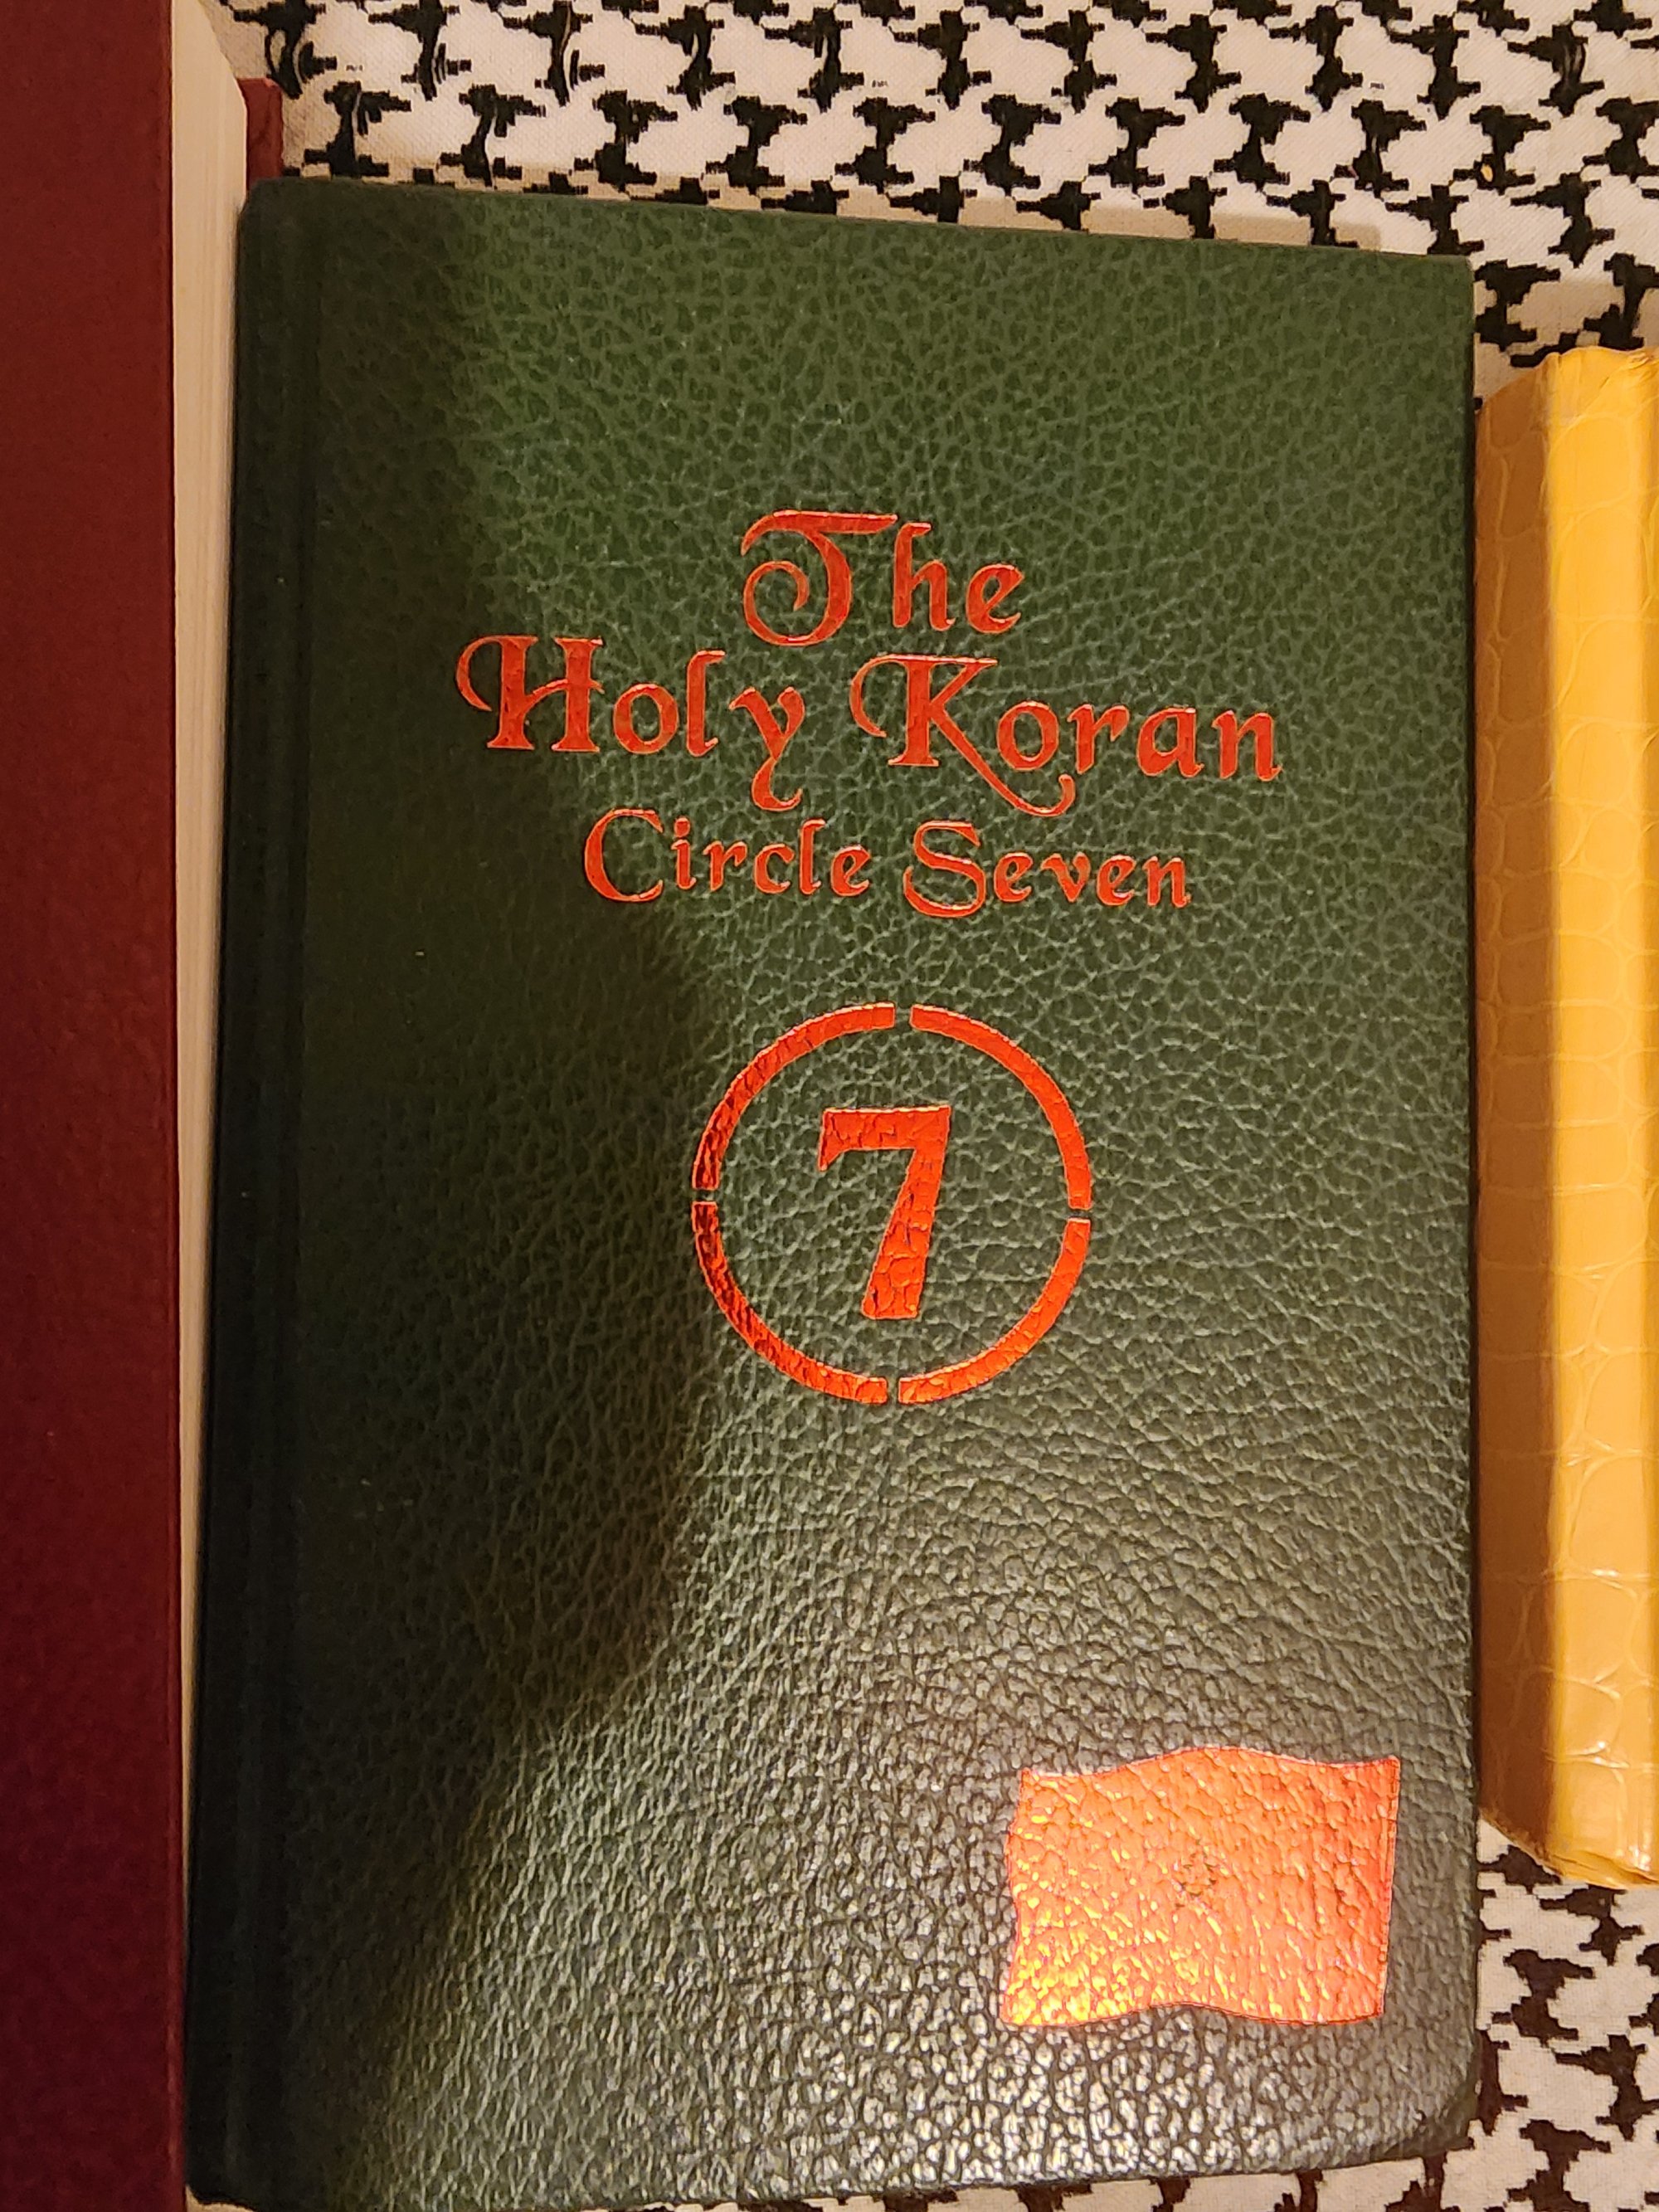 The
Holy Koran
Circle Seven
7